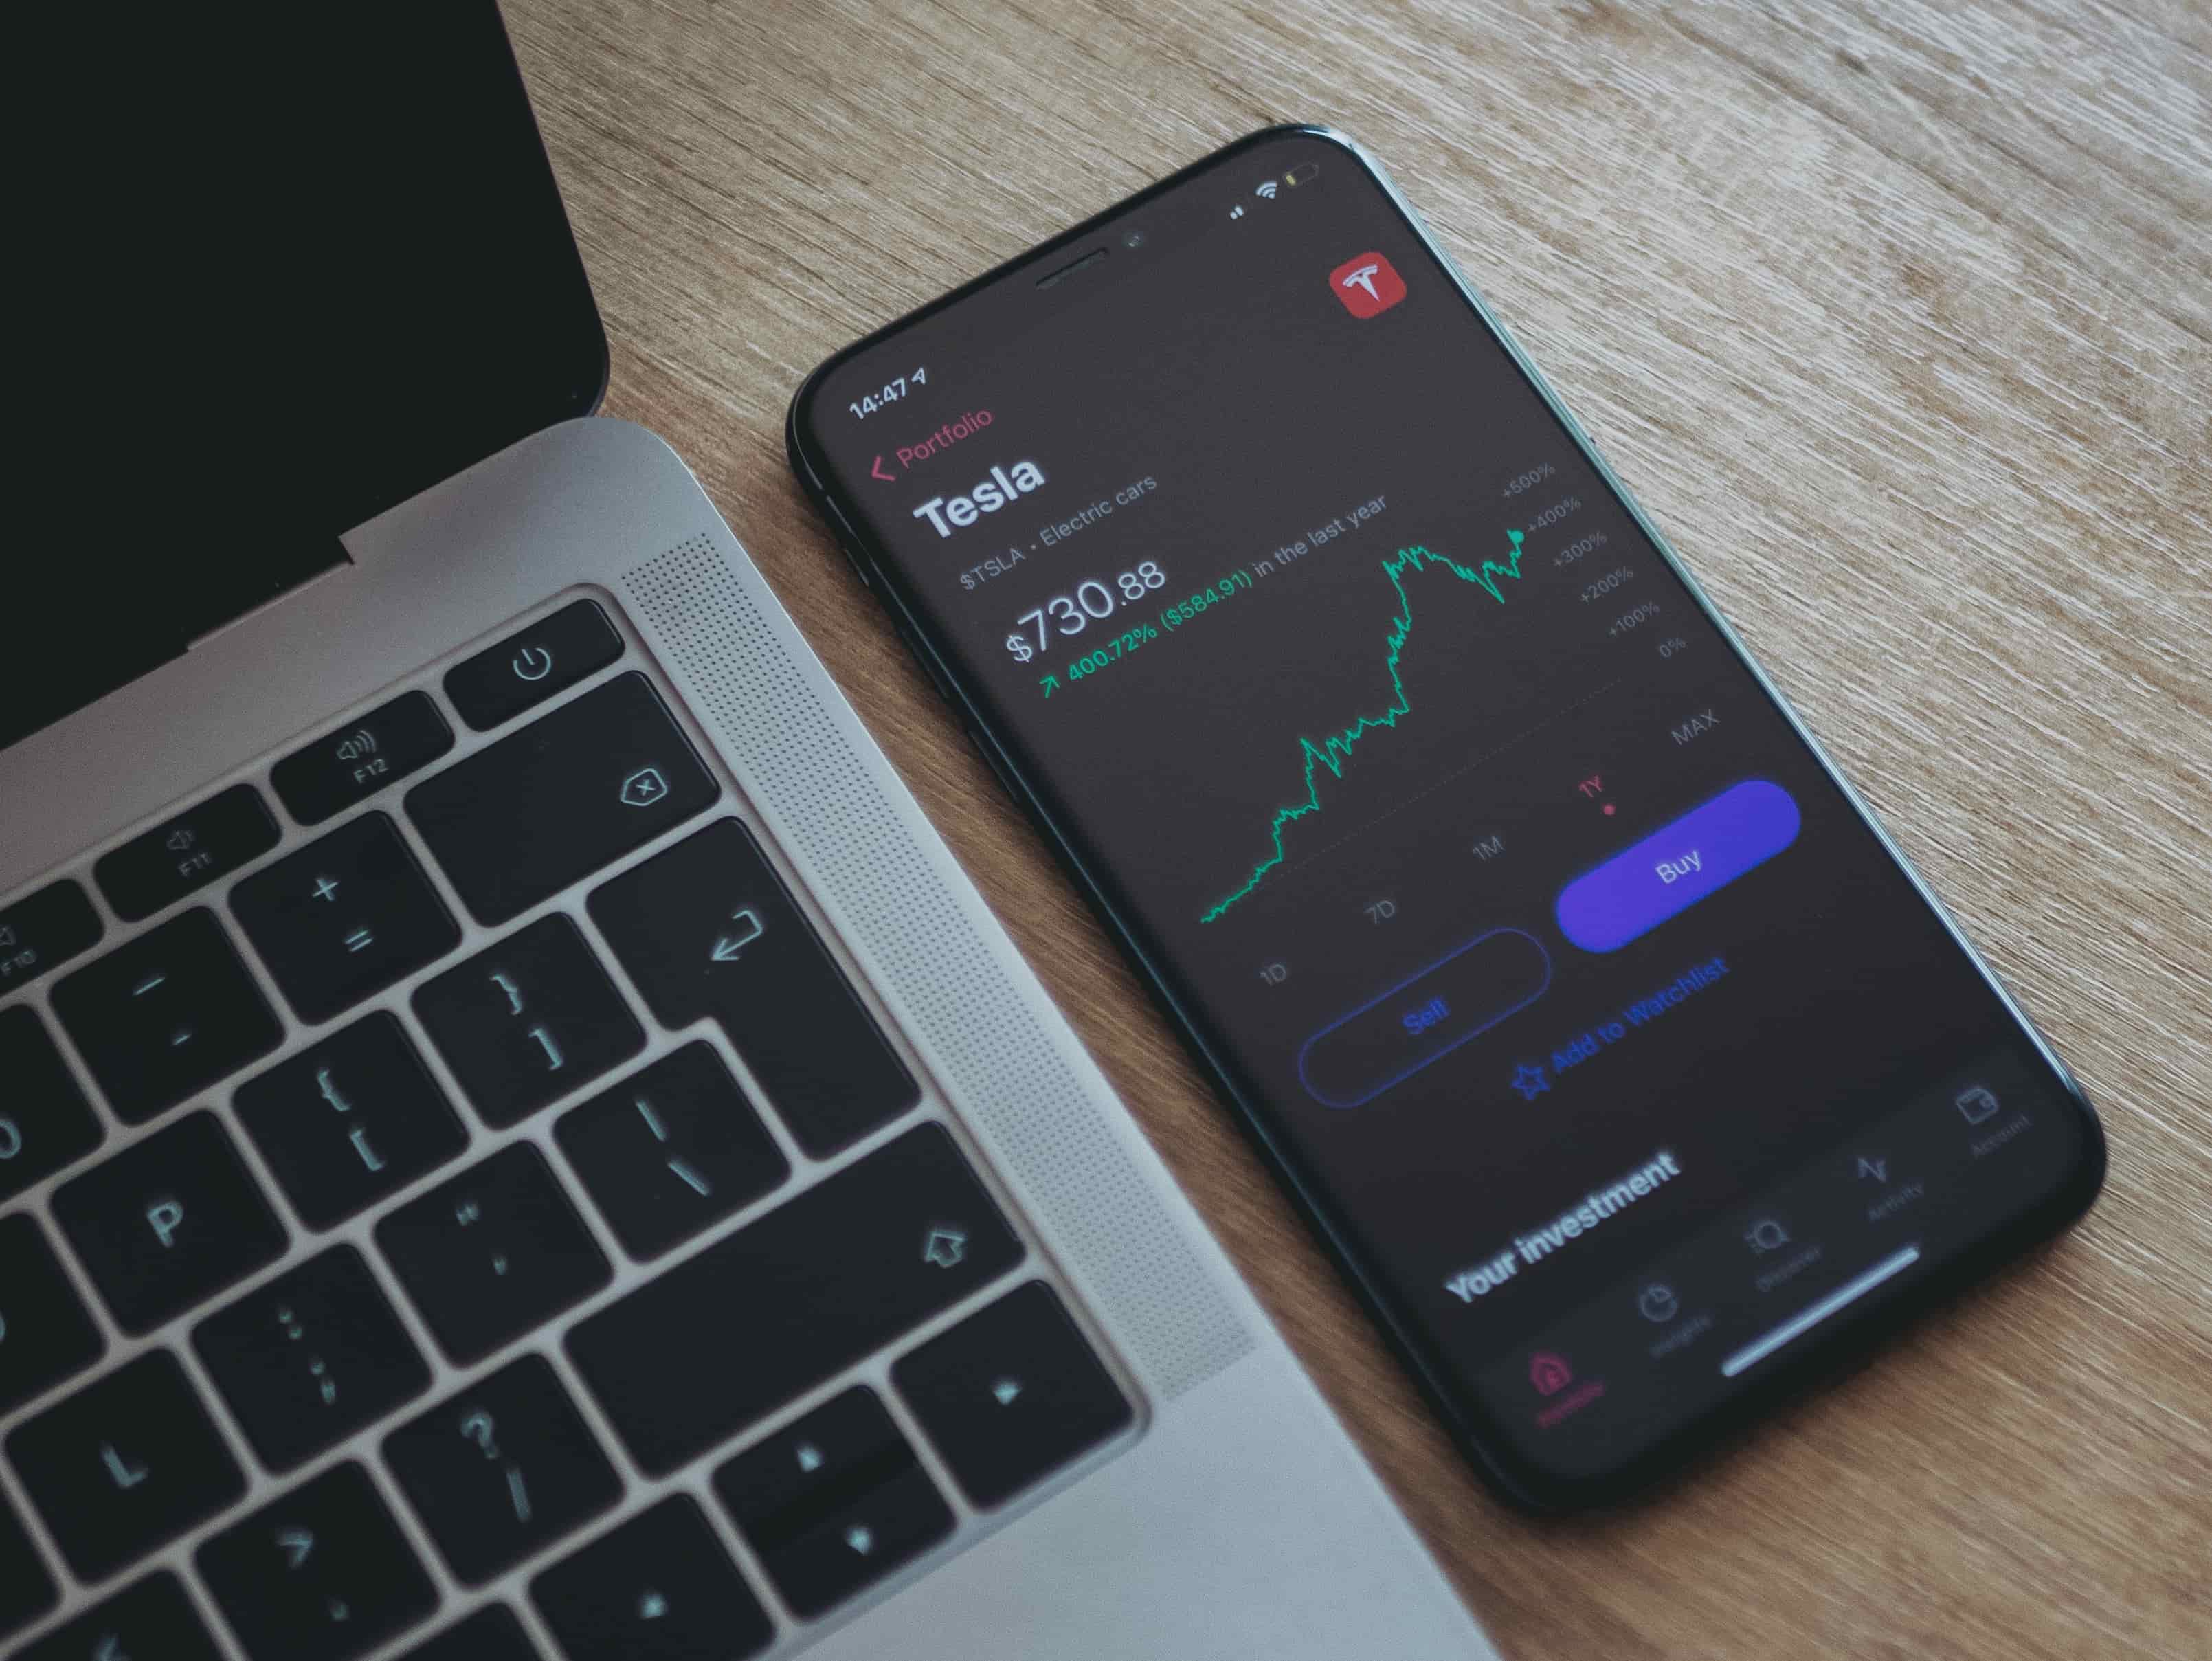 14:47
Portfolio
Tesla
$TSLA • Electric cars
$730.88
400.72% ($584.91) in the last year
+500%
+400%
+300%
+200%
+100%
0%
1D 7D 1M 1Y MAX
Sell Buy
Add to Watchlist
Your investment
Portfolio Insights Discover Activity Account
F10 F11 F12
+
=
}
]
{
[
|
\
P
"
'
:
;
L
?
/
>
.